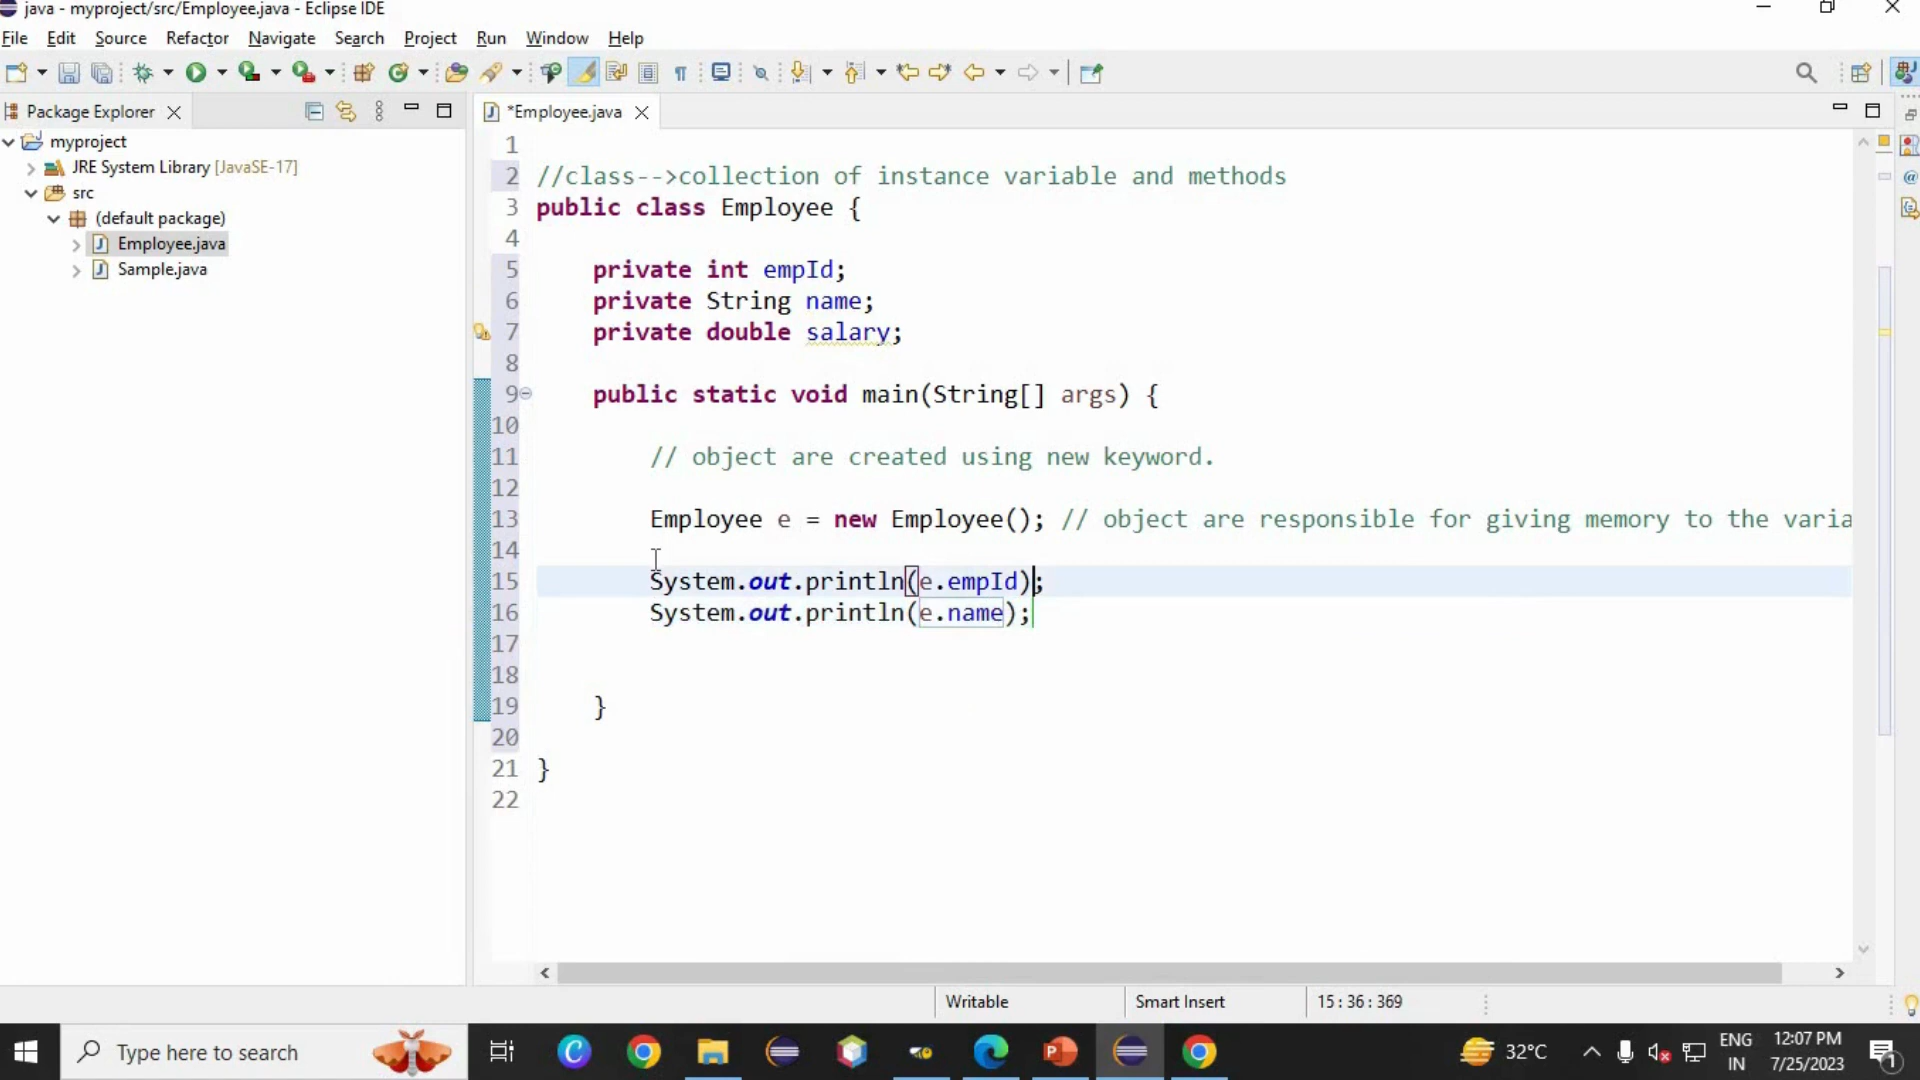 java - myproject/src/Employee.java - Eclipse IDE
File Edit Source Refactor Navigate Search Project Run Window Help
Package Explorer
*Employee.java
myproject
JRE System Library [JavaSE-17]
src
(default package)
Employee.java
Sample.java
1
2 //class-->collection of instance variable and methods
3 public class Employee {
4
5 private int empId;
6 private String name;
7 private double salary;
8
9 public static void main(String[] args) {
10
11 // object are created using new keyword.
12
13 Employee e = new Employee(); // object are responsible for giving memory to the varia
14
15 System.out.println(e.empId);
16 System.out.println(e.name);
17
18
19 }
20
21 }
22
Writable Smart Insert 15 : 36 : 369
Type here to search
32°C
ENG
IN
12:07 PM
7/25/2023
1